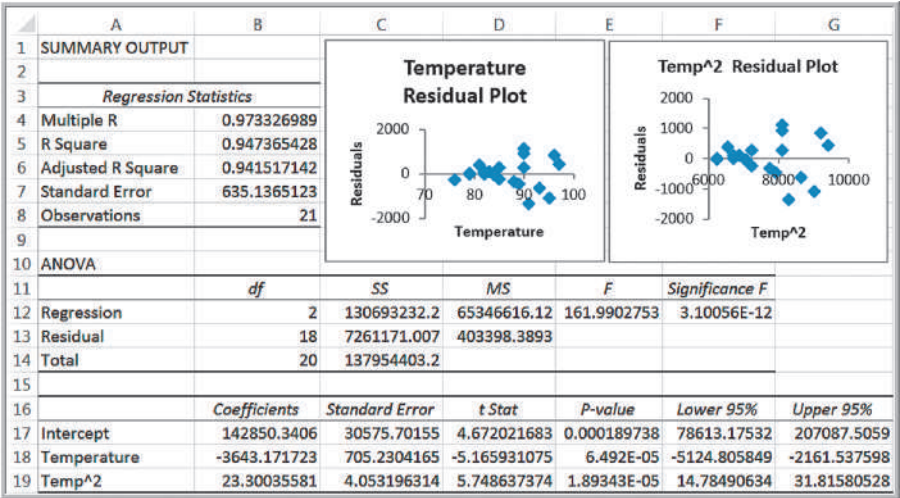 A B C D E F G
1 SUMMARY OUTPUT
2
3 Regression Statistics
4 Multiple R 0.973326989
5 R Square 0.947365428
6 Adjusted R Square 0.941517142
7 Standard Error 635.1365123
8 Observations 21
9
Temperature
Residual Plot
Residuals
2000
0
-2000
70 80 90 100
Temperature
Temp^2 Residual Plot
Residuals
2000
1000
0
-1000
-2000
6000 8000 10000
Temp^2
10 ANOVA
11 df SS MS F Significance F
12 Regression 2 130693232.2 65346616.12 161.9902753 3.10056E-12
13 Residual 18 7261171.007 403398.3893
14 Total 20 137954403.2
15
16 Coefficients Standard Error t Stat P-value Lower 95% Upper 95%
17 Intercept 142850.3406 30575.70155 4.672021683 0.000189738 78613.17532 207087.5059
18 Temperature -3643.171723 705.2304165 -5.165931075 6.492E-05 -5124.805849 -2161.537598
19 Temp^2 23.30035581 4.053196314 5.748637374 1.89343E-05 14.78490634 31.81580528